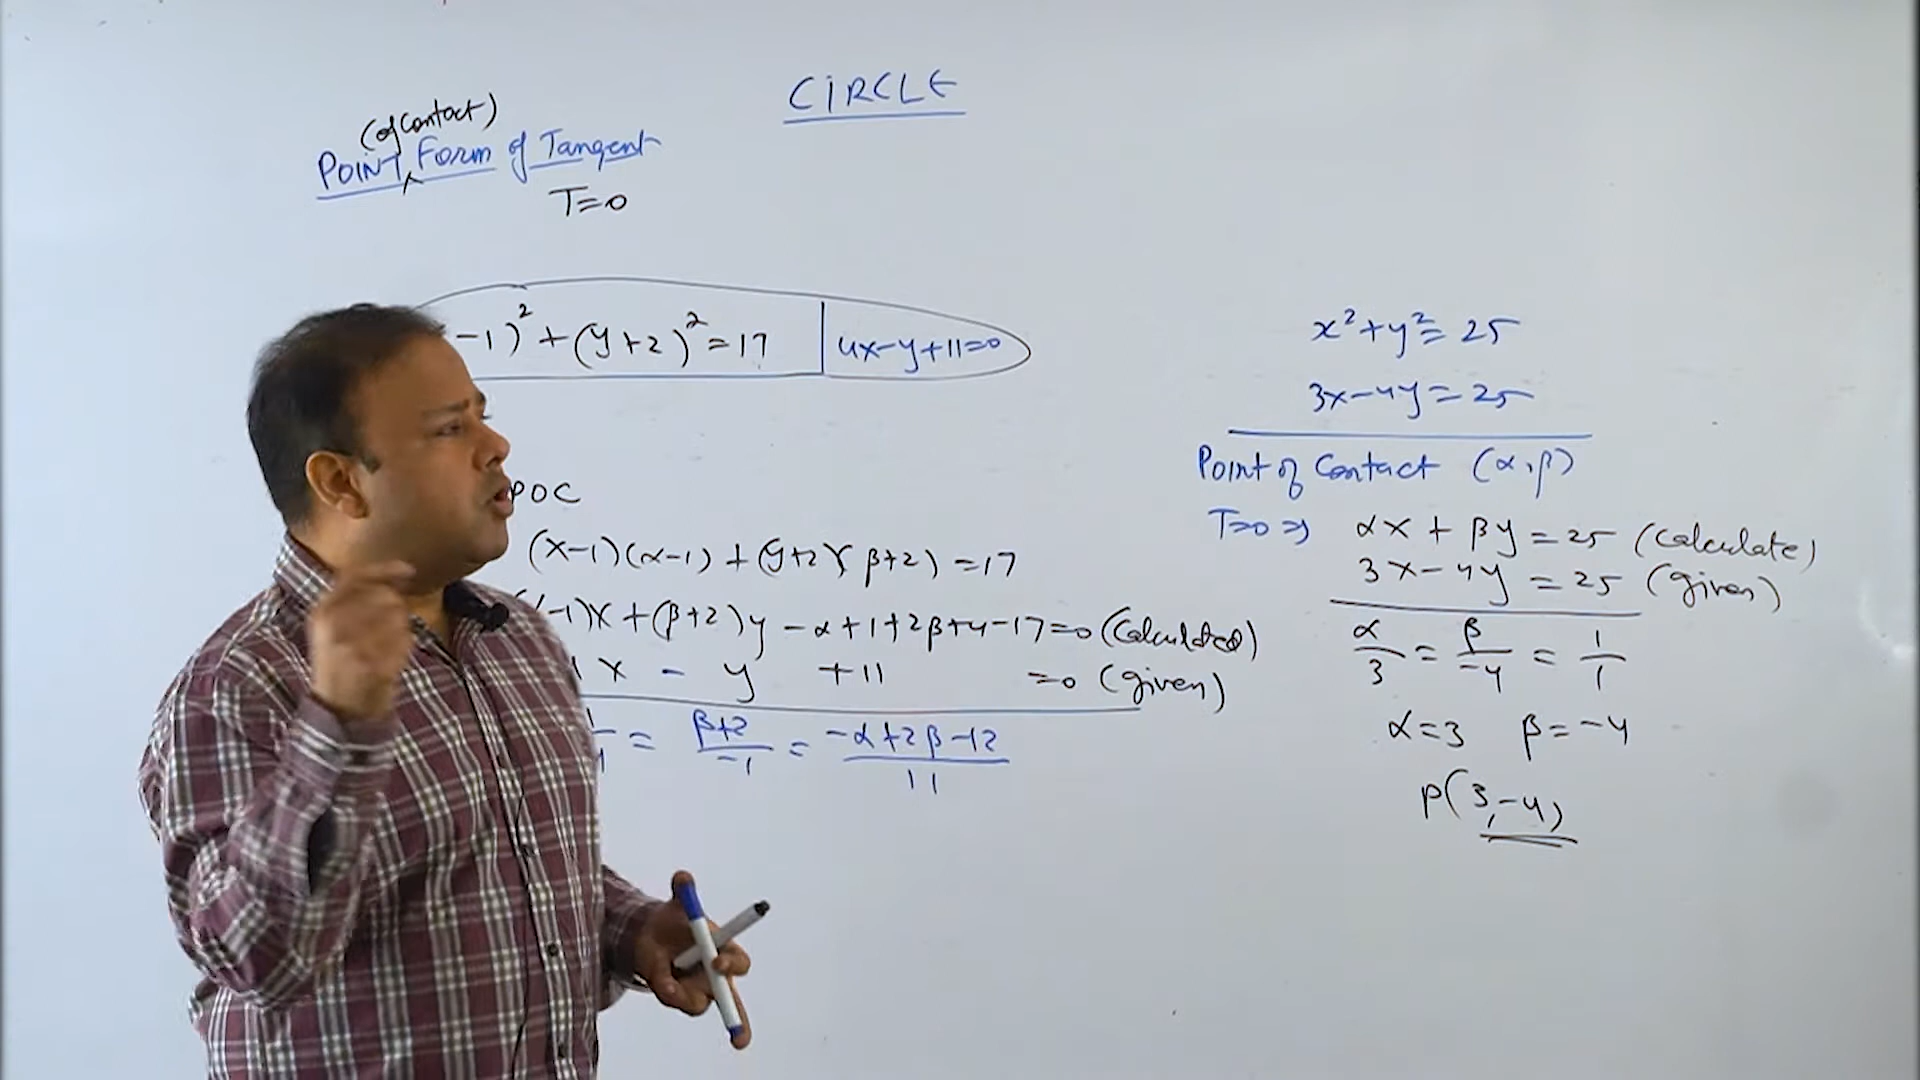 CIRCLE
(of Contact)
POINT ^ Form of Tangent
T=0
-1)² + (y+2)² = 17 | 4x-y+11=0
POC
(x-1)(α-1) + (y+2)(β+2) = 17
-1)x + (β+2)y - α+1+2β+4-17=0 (Calculated)
x - y +11 =0 (given)
= β+2/-1 = -α+2β-12/11
x²+y²=25
3x-4y=25
Point of Contact (α,β)
T=0 ⇒ αx + βy = 25 (Calculate)
3x-4y = 25 (given)
α/3 = β/-4 = 1/1
α=3 β=-4
P(3,-4)